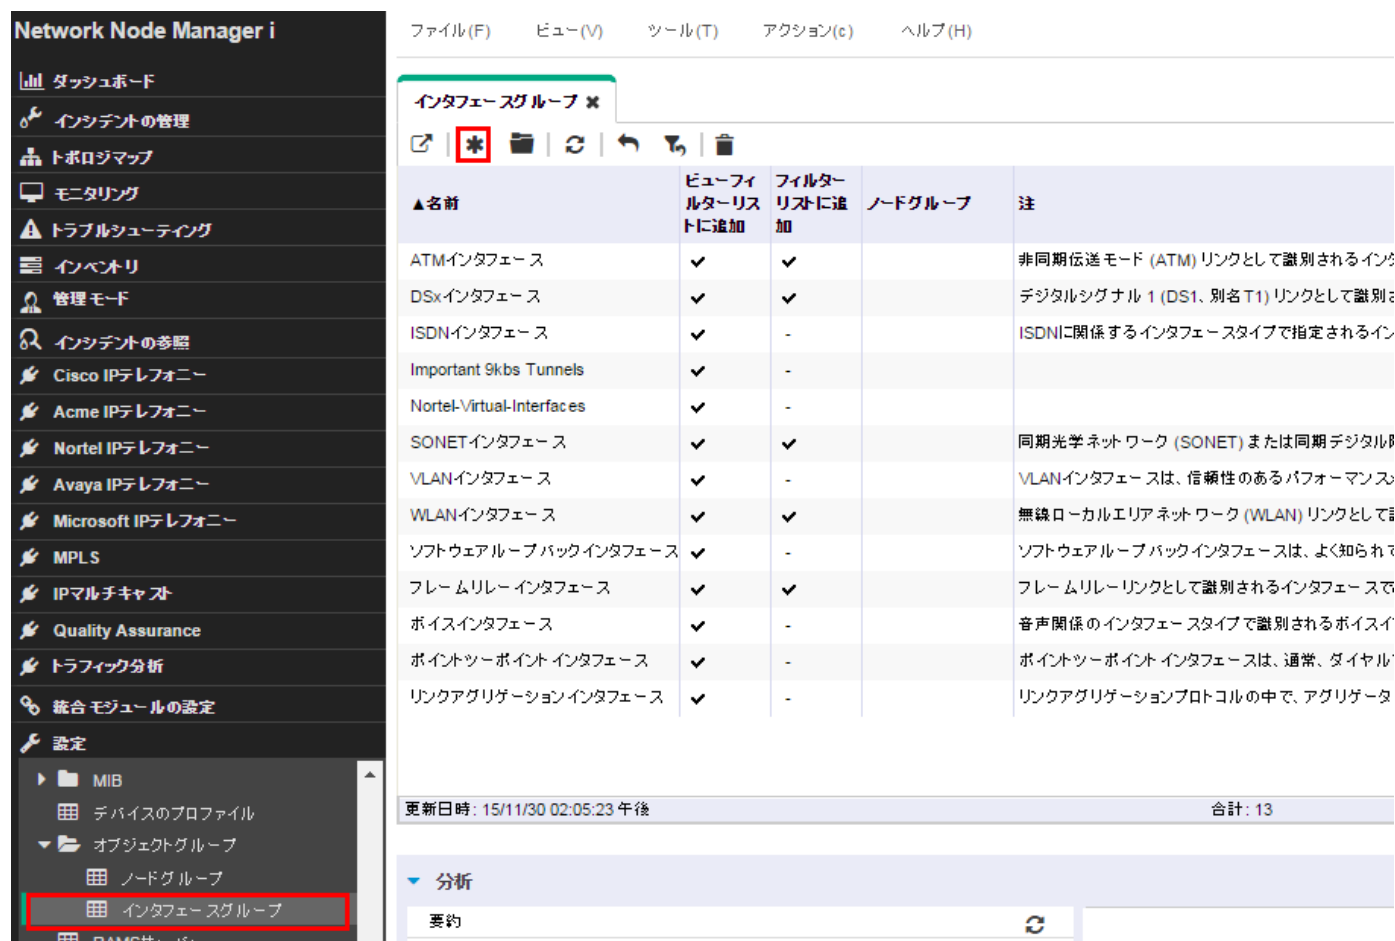 Network Node Manager i
ファイル(F) ビュー(V) ツール(T) アクション(c) ヘルプ(H)
ダッシュボード
インシデントの管理
トポロジマップ
モニタリング
トラブルシューティング
インベントリ
管理モード
インシデントの参照
Cisco IPテレフォニー
Acme IPテレフォニー
Nortel IPテレフォニー
Avaya IPテレフォニー
Microsoft IPテレフォニー
MPLS
IPマルチキャスト
Quality Assurance
トラフィック分析
統合モジュールの設定
設定
MIB
デバイスのプロファイル
オブジェクトグループ
ノードグループ
インタフェースグループ
インタフェースグループ
▲名前 ビューフィルターリストに追加 フィルターリストに追加 ノードグループ 注
ATMインタフェース 非同期伝送モード (ATM) リンクとして識別されるイン
DSxインタフェース デジタルシグナル 1 (DS1、別名T1) リンクとして識別
ISDNインタフェース - ISDNに関係するインタフェースタイプで指定されるイン
Important 9kbs Tunnels -
Nortel-Virtual-Interfaces -
SONETインタフェース 同期光学ネットワーク (SONET) または同期デジタル
VLANインタフェース - VLANインタフェースは、信頼性のあるパフォーマンス
WLANインタフェース 無線ローカルエリアネットワーク (WLAN) リンクとして
ソフトウェアループバックインタフェース - ソフトウェアループバックインタフェースは、よく知られて
フレームリレーインタフェース フレームリレーリンクとして識別されるインタフェースで
ボイスインタフェース - 音声関係のインタフェースタイプで識別されるボイスイ
ポイントツーポイントインタフェース - ポイントツーポイントインタフェースは、通常、ダイヤル
リンクアグリゲーションインタフェース - リンクアグリゲーションプロトコルの中で、アグリゲータ
更新日時: 15/11/30 02:05:23 午後 合計: 13
分析
要約